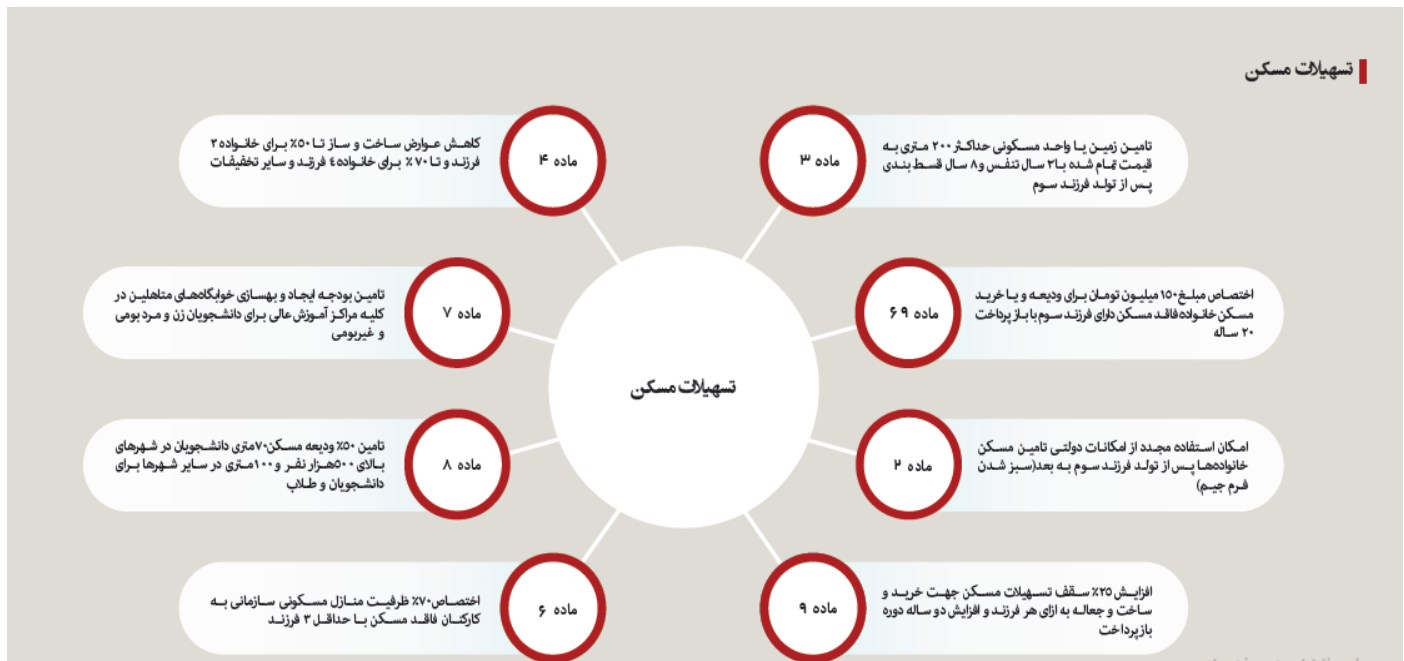 تسهیلات مسکن
ماده ۳
تامین زمین یا واحد مسکونی حداکثر ۲۰۰ متری به
قیمت تمام شده با ۲ سال تنفس و ۸ سال قسط بندی
پس از تولد فرزند سوم
ماده ۴
کاهش عوارض ساخت و ساز تا ۵۰٪ برای خانواده ۳
فرزند و تا ۷۰٪ برای خانواده ٤ فرزند و سایر تخفیفات
ماده ۶۹
اختصاص مبلغ ۱۵۰ میلیون تومان برای ودیعه و یا خرید
مسکن خانواده فاقد مسکن دارای فرزند سوم با باز پرداخت
۲۰ ساله
ماده ۷
تامین بودجه ایجاد و بهسازی خوابگاه‌های متاهلین در
کلیه مراکز آموزش عالی برای دانشجویان زن و مرد بومی
و غیربومی
تسهیلات مسکن
ماده ۲
امکان استفاده مجدد از امکانات دولتی تامین مسکن
خانواده‌ها پس از تولد فرزند سوم به بعد(سبز شدن
فرم جیم)
ماده ۸
تامین ۵۰٪ ودیعه مسکن ۷۰متری دانشجویان در شهرهای
بالای ۵۰۰هزار نفر و ۱۰۰متری در سایر شهرها برای
دانشجویان و طلاب
ماده ۹
افزایش ۲۵٪ سقف تسهیلات مسکن جهت خرید و
ساخت و جعاله به ازای هر فرزند و افزایش دو ساله دوره
بازپرداخت
ماده ۶
اختصاص ۷۰٪ ظرفیت منازل مسکونی سازمانی به
کارکنان فاقد مسکن با حداقل ۳ فرزند